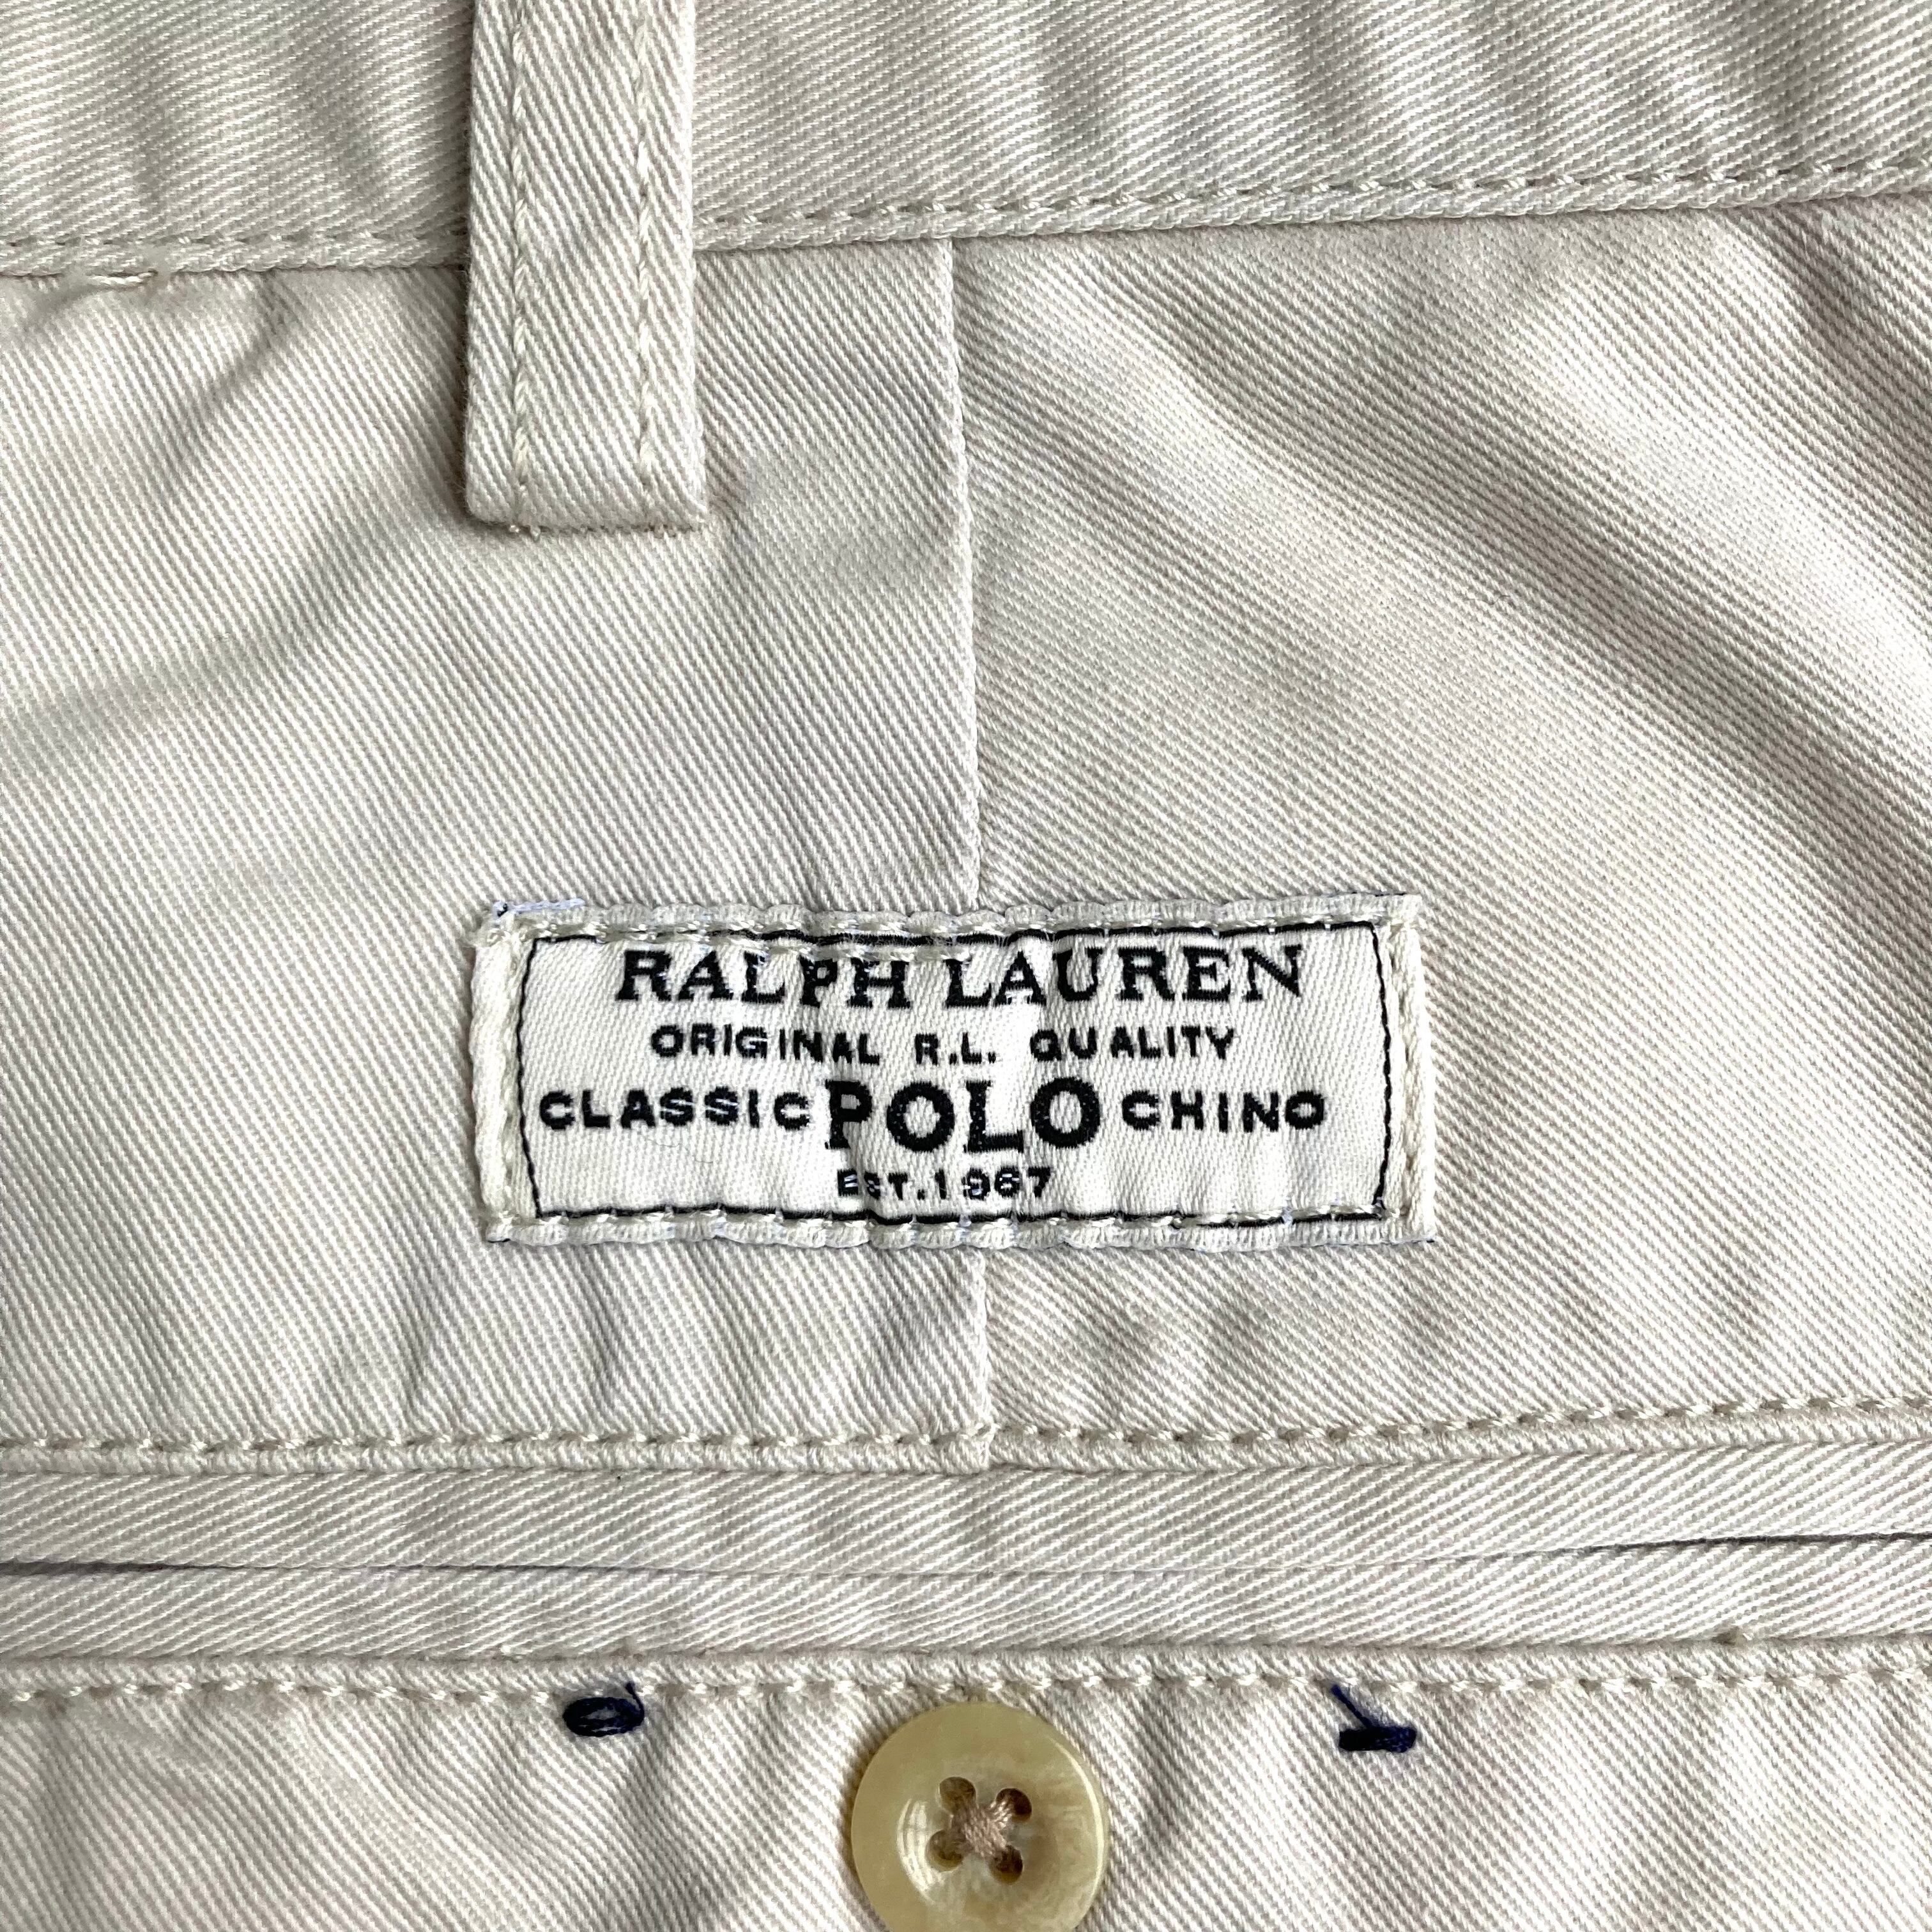 RALPH LAUREN
ORIGINAL R.L. QUALITY
CLASSIC POLO CHINO
EST. 1967